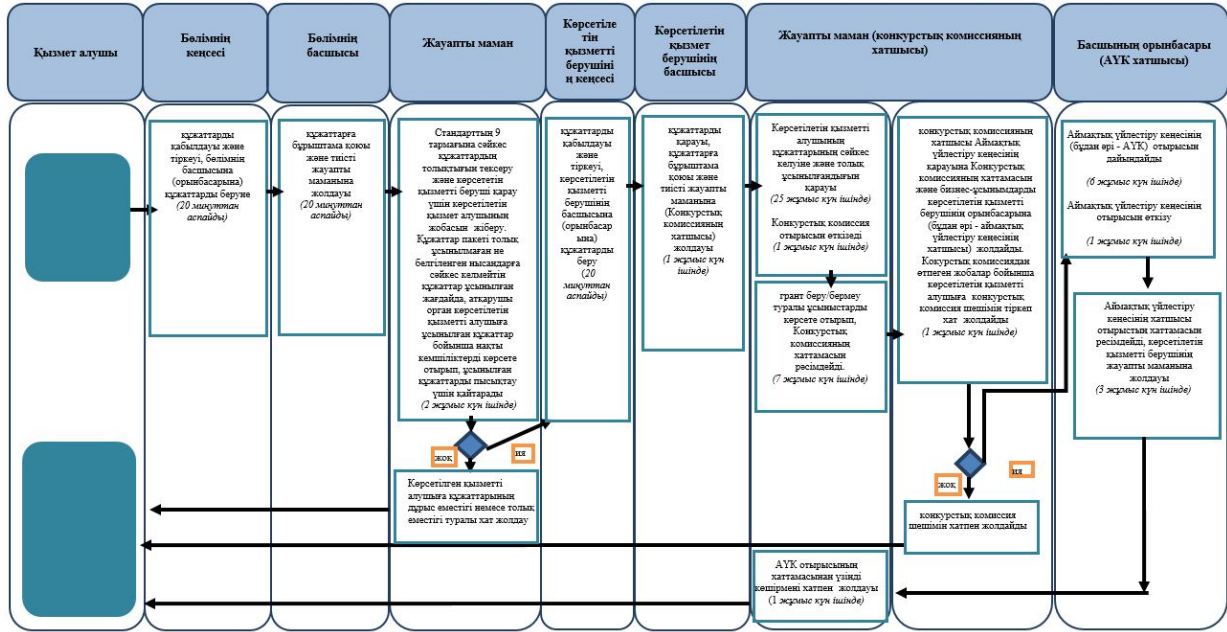 Қызмет алушы
Бөлімнің
кеңсесі
Бөлімнің
басшысы
Жауапты маман
Көрсетіле
тін
қызметті
берушіні
ң кеңсесі
Көрсетілетін
қызмет
берушінің
басшысы
Жауапты маман (конкурстық комиссияның
хатшысы)
Басшының орынбасары
(АҮК хатшысы)
құжаттарды
қабылдауы және
тіркеуі, бөлімнің
басшысына
(орынбасарына)
құжаттарды беруне
(20 минуттан
аспайды)
құжаттарға
бұрыштама қоюы
және тиісті
жауапты
маманына
жолдауы
(20 минуттан
аспайды)
Стандарттың 9
тармағына сәйкес
құжаттардың
толықтығын тексеру
және көрсететін
қызметті беруші қарау
үшін көрсетілетін
қызмет алушының
жобасын жіберу.
Құжаттар пакеті толық
ұсынылмаған не
белгіленген нысандарға
сәйкес келмейтін
құжаттар ұсынылған
жағдайда, атқарушы
орган көрсетілетін
қызметті алушыға
ұсынылған құжаттар
бойынша нақты
кемшіліктерді көрсете
отырып, ұсынылған
құжаттарды пысықтау
үшін қайтарады
(2 жұмыс күн ішінде)
жоқ
ия
Көрсетілген қызметті
алушыға құжаттарының
дұрыс еместігі немесе толық
еместігі туралы хат жолдау
құжаттарды
қабылдауы
және
тіркеуі,
көрсетілетін
қызметті
берушінің
басшысына
(орынбасар
ына)
құжаттарды
беру
(20
минуттан
аспайды)
құжаттарды
қарауы,
құжаттарға
бұрыштама
қоюы және
тиісті жауапты
маманына
(Конкурстық
комиссияның
хатшысы)
жолдауы
(1 жұмыс күн
ішінде)
Көрсетілетін қызметті
алушының
құжаттарының сәйкес
келуіне және толық
ұсынылғандығын
қарауы
(25 жұмыс күн ішінде)
Конкурстық комиссия
отырысын өткізеді
(1 жұмыс күн ішінде)
грант беру/бермеу
туралы ұсыныстарды
көрсете отырып,
Конкурстық
комиссияның
хаттамасын
ресімдейді.
(7 жұмыс күн ішінде)
конкурстық комиссияның
хатшысы Аймақтық
үйлестіру кеңесінің
қарауына Конкурстық
комиссияның хаттамасын
және бизнес-ұсынымдарды
көрсетілетін қызметті
берушінің орынбасарына
(бұдан әрі - аймақтық
үйлестіру кеңесінің
хатшысы) жолдайды.
Кокурстық комиссиядан
өтпеген жобалар бойынша
көрсетілетін қызметті
алушыға конкурстық
комиссия шешімін тіркеп
хат жолдайды
(1 жұмыс күн ішінде)
жоқ
ия
конкурстық комиссия
шешімін хатпен жолдайды
АҮК отырысының
хаттамасынан үзінді
көшірмені хатпен жолдауы
(1 жұмыс күн ішінде)
Аймақтық үйлестіру кеңесінің
(бұдан әрі - АҮК) отырысын
дайындайды
(6 жұмыс күн ішінде)
Аймақтық үйлестіру кеңесінің
отырысын өткізу
(1 жұмыс күн ішінде)
Аймақтық үйлестіру
кеңесінің хатшысы
отырыстың хаттамасын
ресімдейді, көрсетілетін
қызметті берушінің
жауапты маманына
жолдауы
(3 жұмыс күн ішінде)